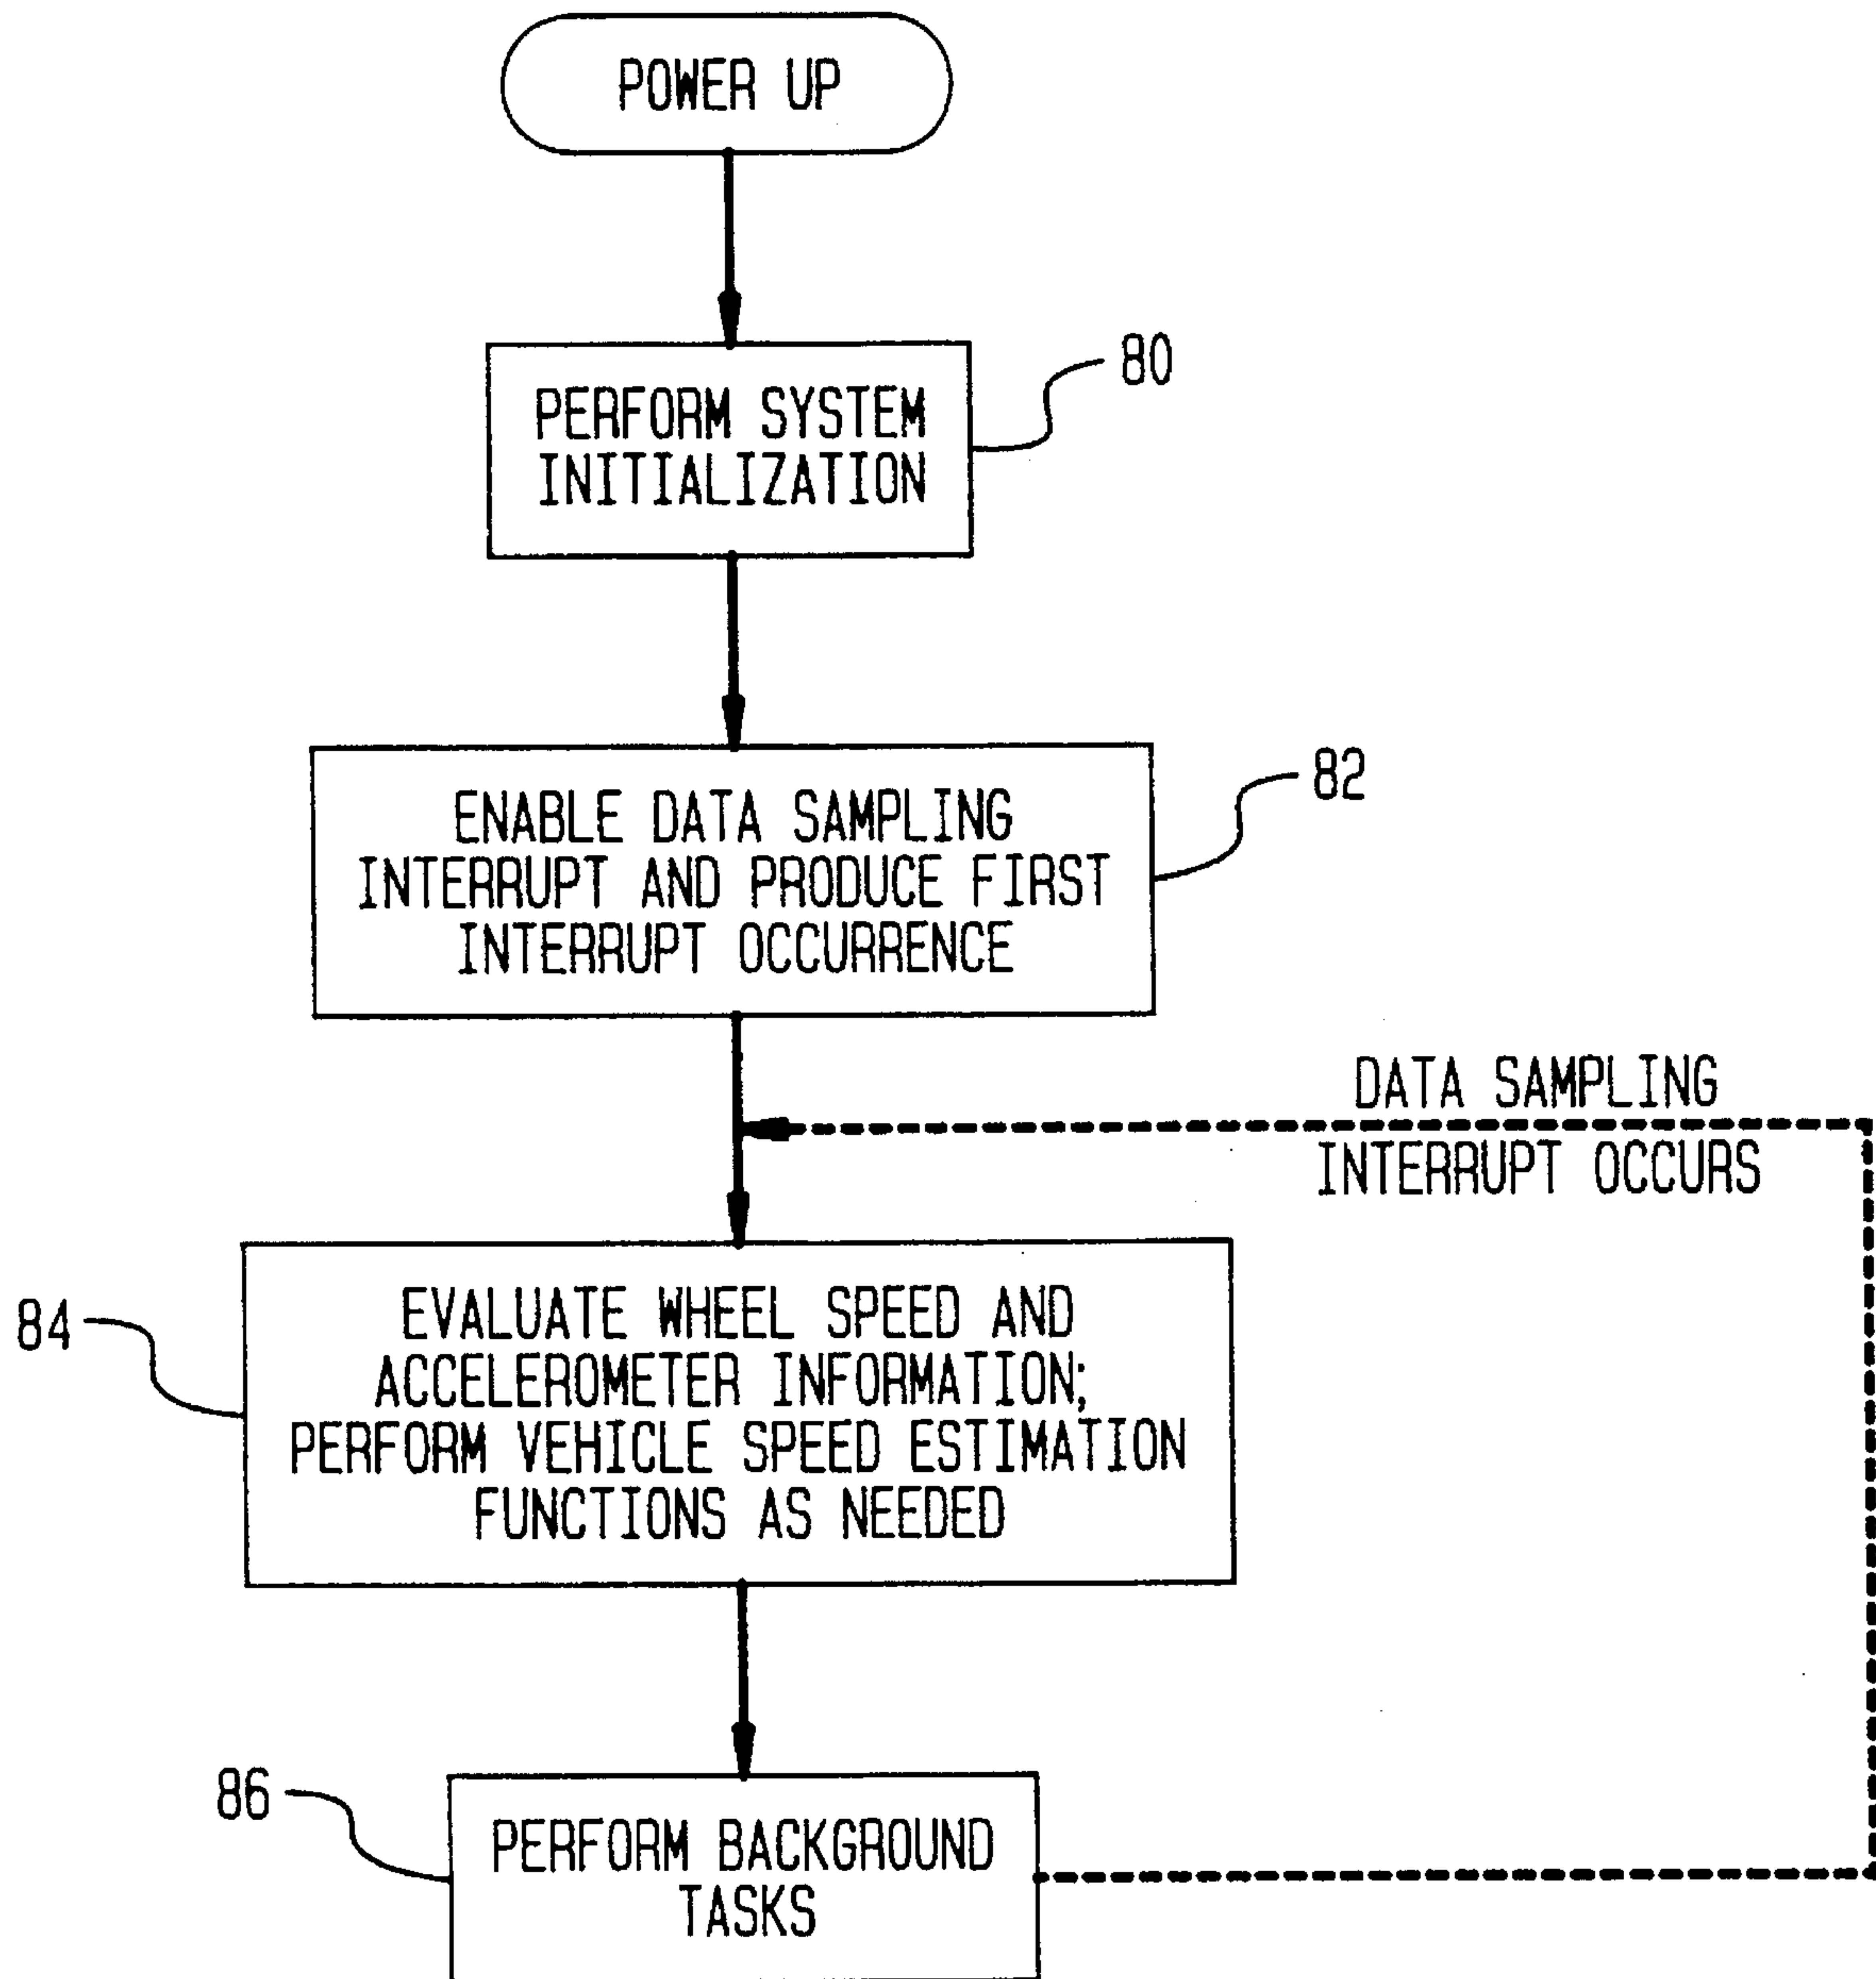 POWER UP
80
PERFORM SYSTEM
INITIALIZATION
82
ENABLE DATA SAMPLING
INTERRUPT AND PRODUCE FIRST
INTERRUPT OCCURRENCE
DATA SAMPLING
INTERRUPT OCCURS
84
EVALUATE WHEEL SPEED AND
ACCELEROMETER INFORMATION;
PERFORM VEHICLE SPEED ESTIMATION
FUNCTIONS AS NEEDED
86
PERFORM BACKGROUND
TASKS